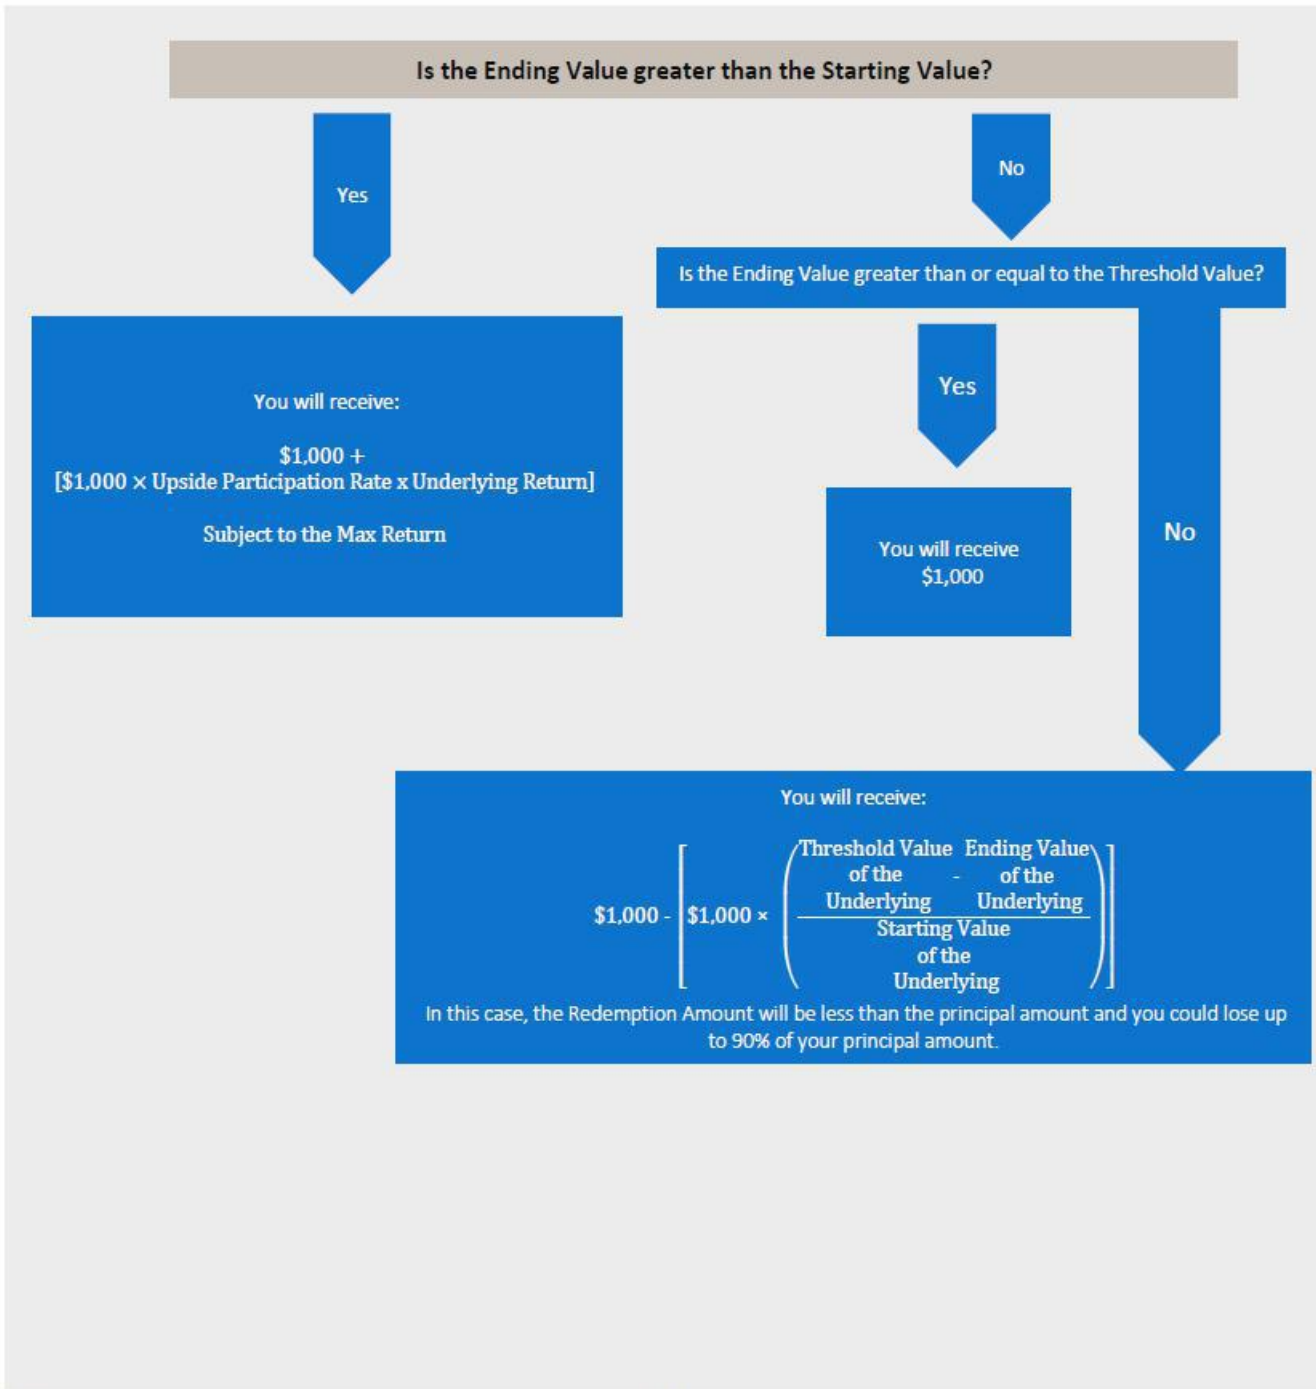 Is the Ending Value greater than the Starting Value?
Yes
No
Is the Ending Value greater than or equal to the Threshold Value?
You will receive:
$1,000 +
[$1,000 × Upside Participation Rate x Underlying Return]
Subject to the Max Return
Yes
You will receive
$1,000
No
You will receive:
Threshold Value Ending Value
of the - of the
Underlying Underlying
$1,000 - [$1,000 ×
Starting Value
of the
Underlying
In this case, the Redemption Amount will be less than the principal amount and you could lose up
to 90% of your principal amount.